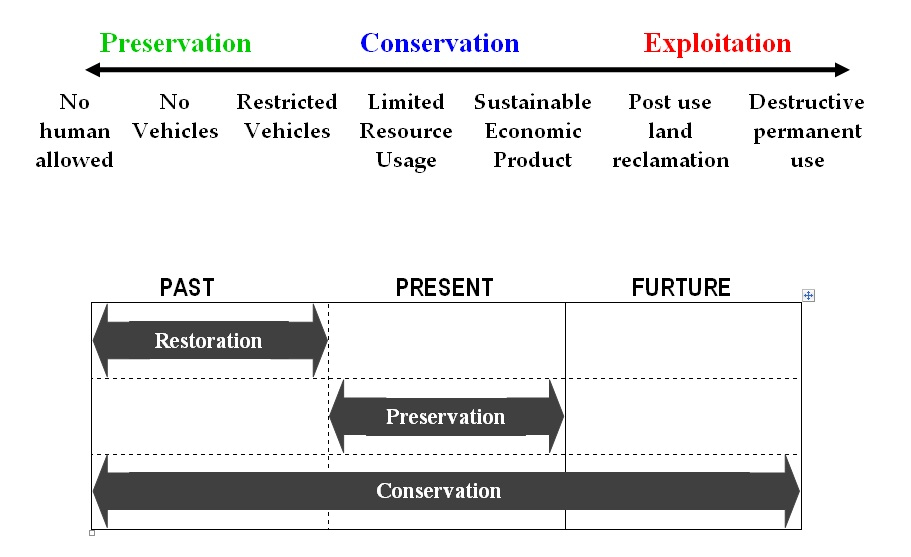 Preservation Conservation Exploitation
No No Restricted Limited Sustainable Post use Destructive
human Vehicles Vehicles Resource Economic land permanent
allowed Usage Product reclamation use
PAST PRESENT FURTURE
Restoration
Preservation
Conservation